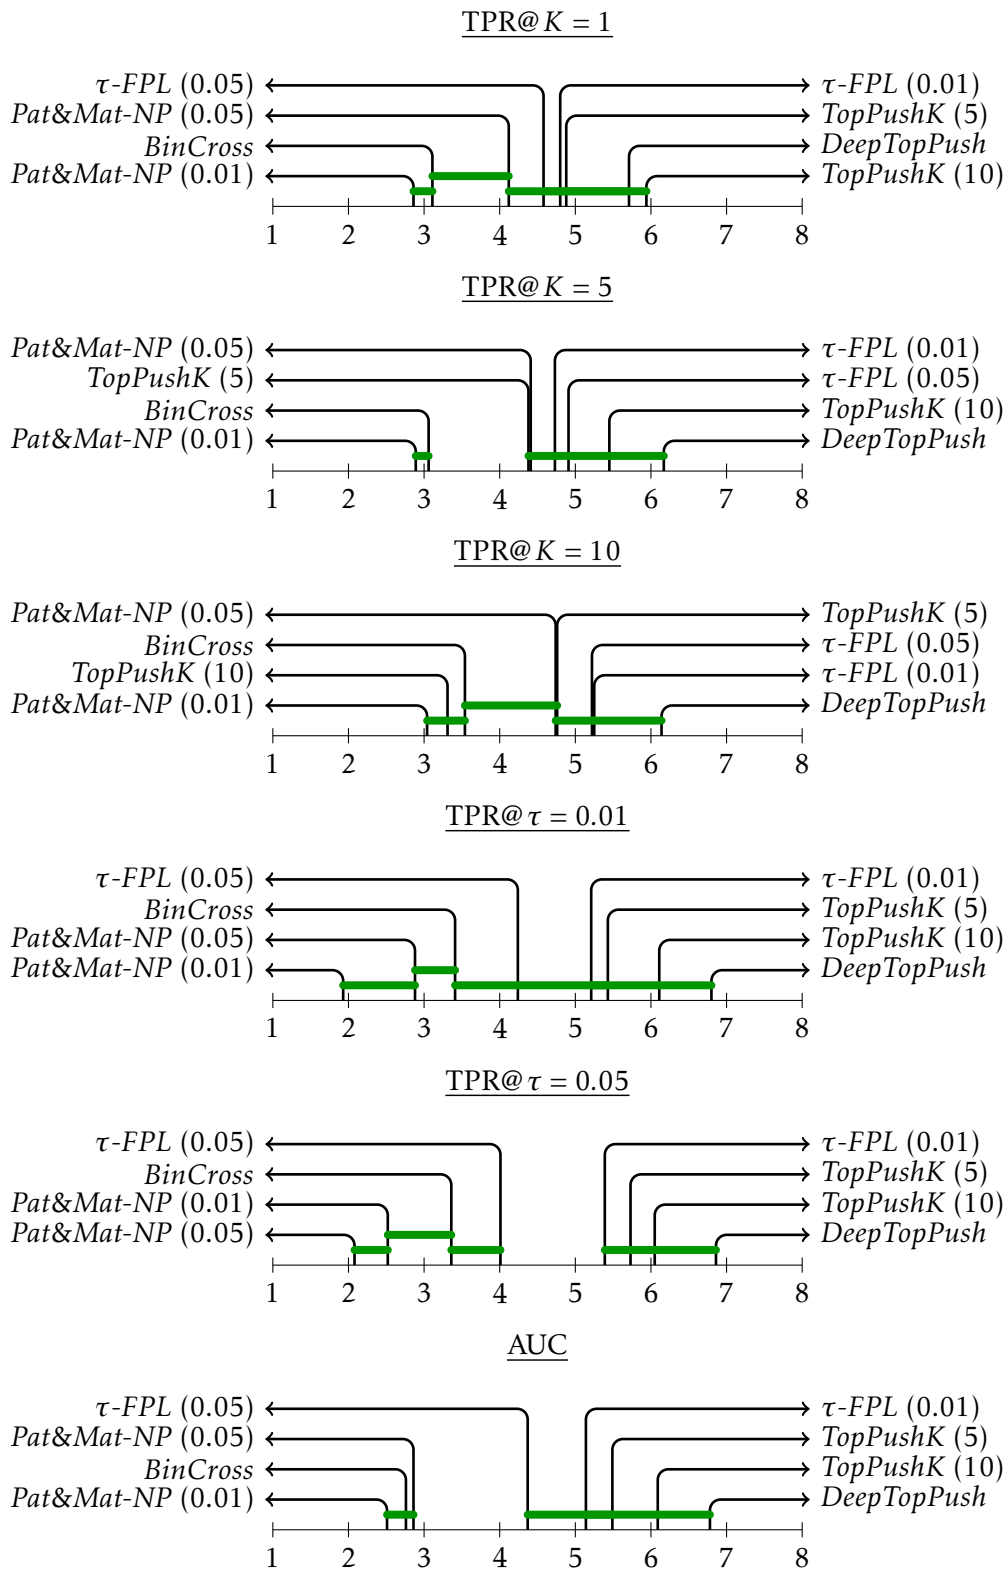 TPR@K = 1
τ-FPL (0.05) τ-FPL (0.01)
Pat&Mat-NP (0.05) TopPushK (5)
BinCross DeepTopPush
Pat&Mat-NP (0.01) TopPushK (10)
1 2 3 4 5 6 7 8
TPR@K = 5
Pat&Mat-NP (0.05) τ-FPL (0.01)
TopPushK (5) τ-FPL (0.05)
BinCross TopPushK (10)
Pat&Mat-NP (0.01) DeepTopPush
1 2 3 4 5 6 7 8
TPR@K = 10
Pat&Mat-NP (0.05) TopPushK (5)
BinCross τ-FPL (0.05)
TopPushK (10) τ-FPL (0.01)
Pat&Mat-NP (0.01) DeepTopPush
1 2 3 4 5 6 7 8
TPR@τ = 0.01
τ-FPL (0.05) τ-FPL (0.01)
BinCross TopPushK (5)
Pat&Mat-NP (0.05) TopPushK (10)
Pat&Mat-NP (0.01) DeepTopPush
1 2 3 4 5 6 7 8
TPR@τ = 0.05
τ-FPL (0.05) τ-FPL (0.01)
BinCross TopPushK (5)
Pat&Mat-NP (0.01) TopPushK (10)
Pat&Mat-NP (0.05) DeepTopPush
1 2 3 4 5 6 7 8
AUC
τ-FPL (0.05) τ-FPL (0.01)
Pat&Mat-NP (0.05) TopPushK (5)
BinCross TopPushK (10)
Pat&Mat-NP (0.01) DeepTopPush
1 2 3 4 5 6 7 8